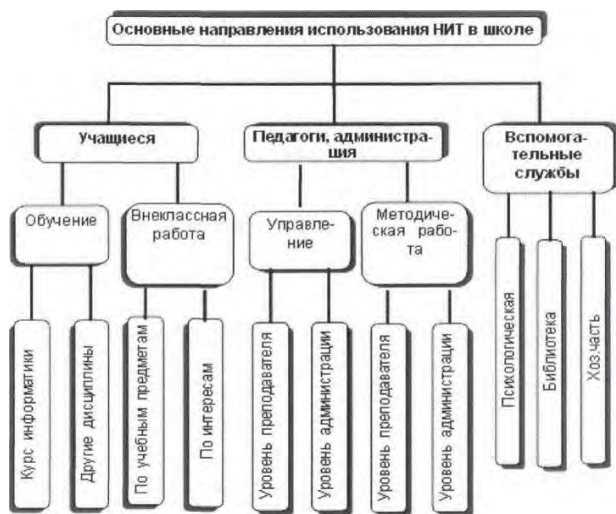 Основные направления использования НИТ в школе
Учащиеся
Педагоги, администра-
ция
Вспомог-
ательные
службы
Обучение
Внеклассная
работа
Управле-
ние
Методиче-
ская рабо-
та
Курс информатики
Другие дисциплины
По учебным предметам
По интересам
Уровень преподавателя
Уровень администрации
Уровень преподавателя
Уровень администрации
Психологическая
Библиотека
Хоз.часть